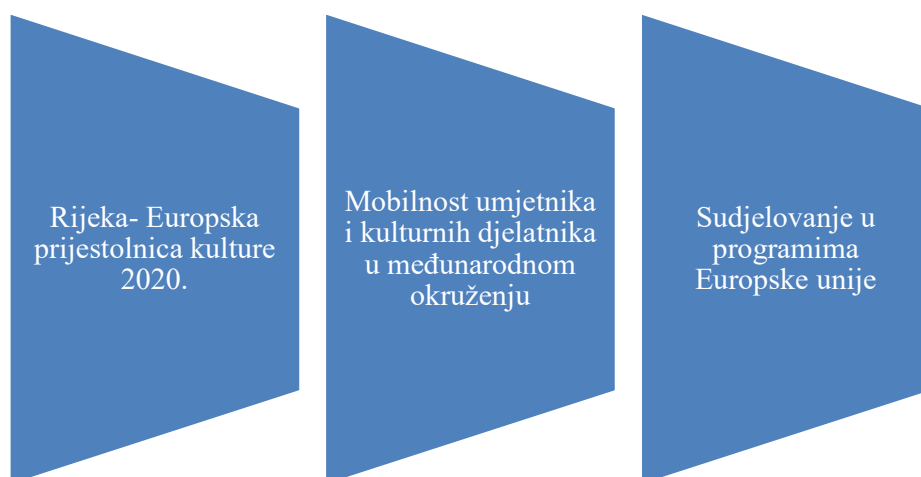 Rijeka- Europska
prijestolnica kulture
2020.
Mobilnost umjetnika
i kulturnih djelatnika
u međunarodnom
okruženju
Sudjelovanje u
programima
Europske unije